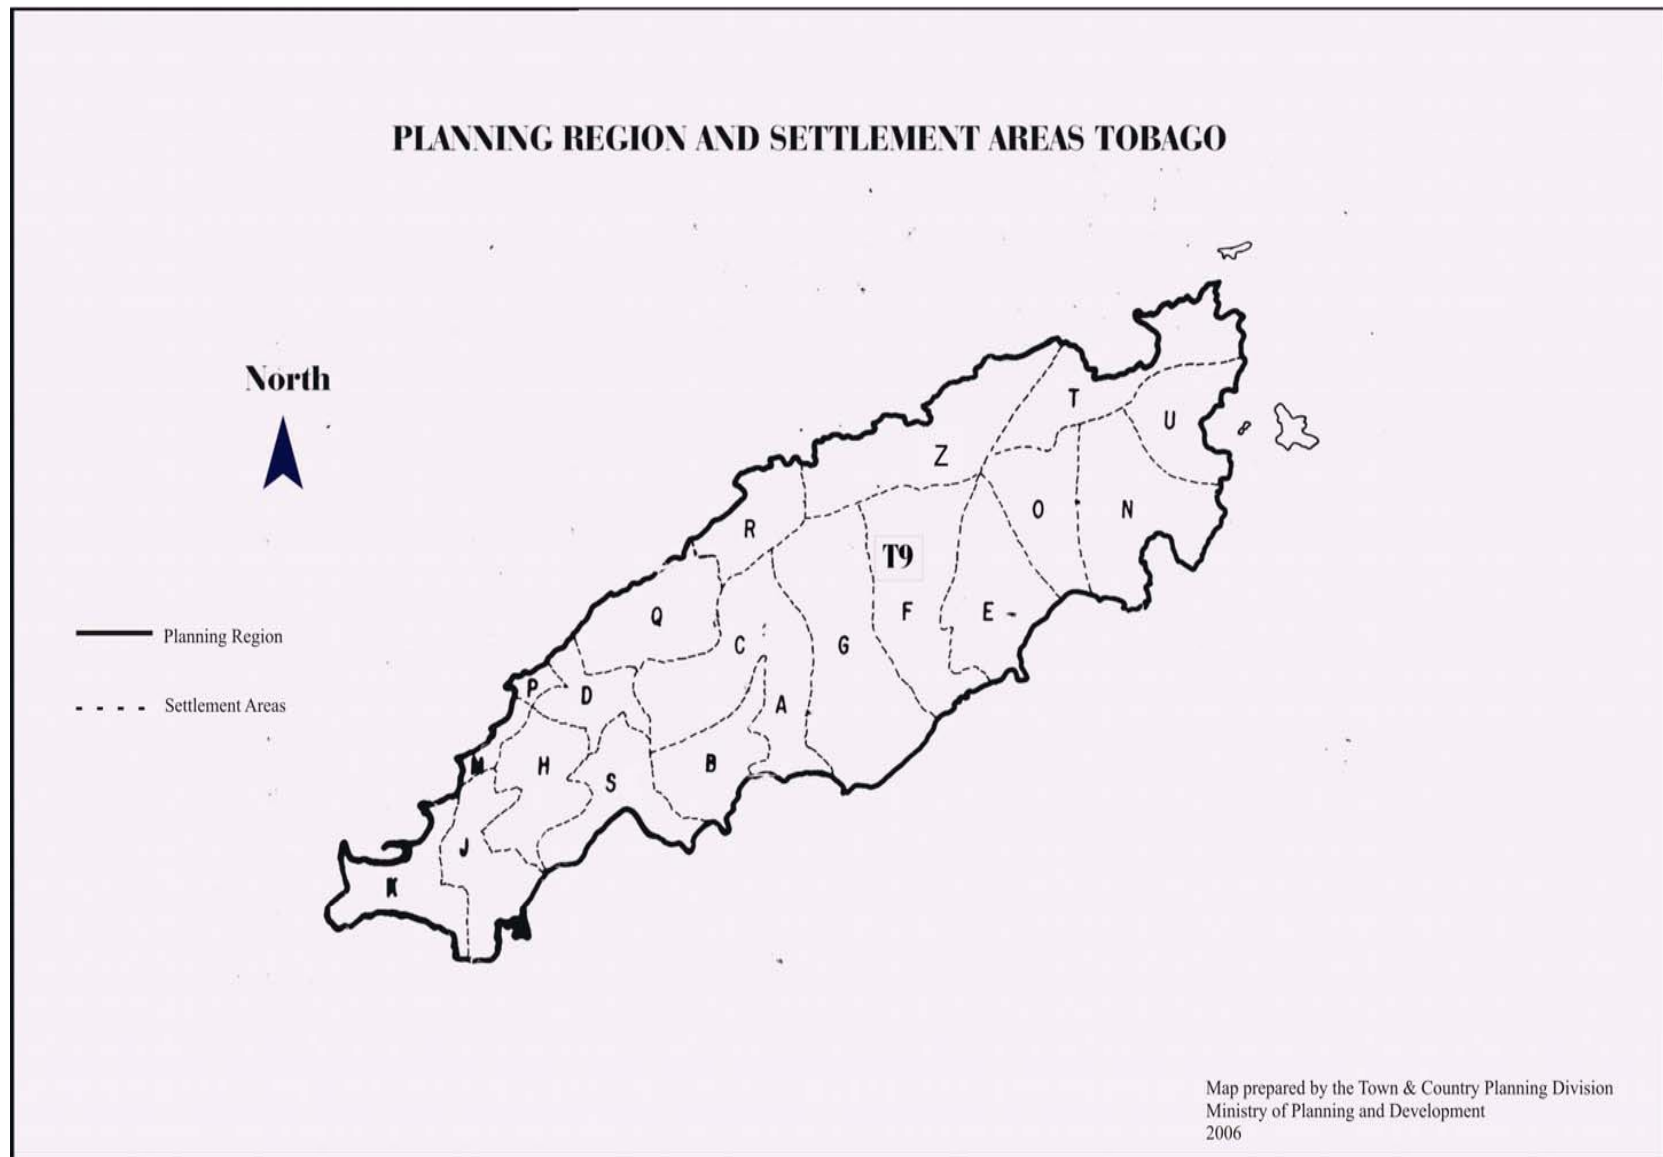 PLANNING REGION AND SETTLEMENT AREAS TOBAGO
North
T
U
Z
O
N
R
T9
Q
F
E
C
G
P
D
A
H
S
B
M
J
K
Planning Region
Settlement Areas
Map prepared by the Town & Country Planning Division
Ministry of Planning and Development
2006